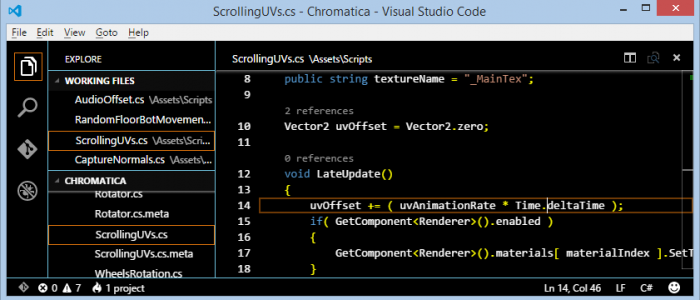 ScrollingUVs.cs - Chromatica - Visual Studio Code
File Edit View Goto Help
EXPLORE
WORKING FILES
AudioOffset.cs \Assets\Scripts
RandomFloorBotMovemen...
ScrollingUVs.cs \Assets\Scri...
CaptureNormals.cs \Assets\...
CHROMATICA
Rotator.cs
Rotator.cs.meta
ScrollingUVs.cs
ScrollingUVs.cs.meta
WheelsRotation.cs
ScrollingUVs.cs \Assets\Scripts
8 public string textureName = "_MainTex";
9
2 references
10 Vector2 uvOffset = Vector2.zero;
11
0 references
12 void LateUpdate()
13 {
14 uvOffset += ( uvAnimationRate * Time.deltaTime );
15 if( GetComponent<Renderer>().enabled )
16 {
17 GetComponent<Renderer>().materials[ materialIndex ].SetT
18 }
0 7 1 project
Ln 14, Col 46 LF C#